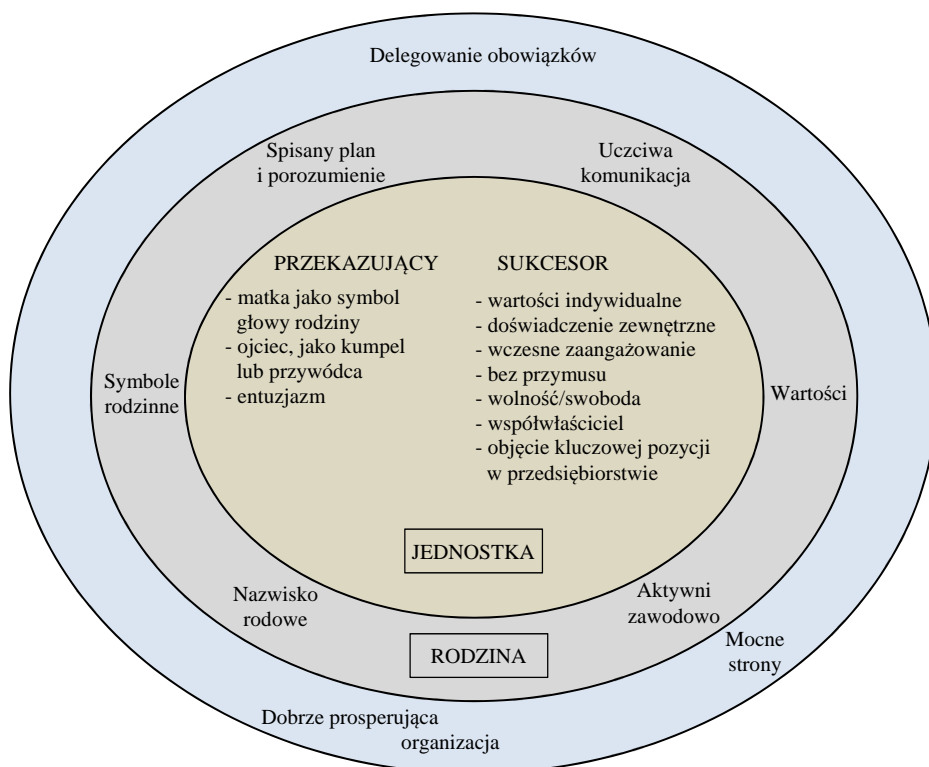 Delegowanie obowiązków
Spisany plan
i porozumienie
Uczciwa
komunikacja
PRZEKAZUJĄCY
- matka jako symbol
głowy rodziny
- ojciec, jako kumpel
lub przywódca
- entuzjazm
SUKCESOR
- wartości indywidualne
- doświadczenie zewnętrzne
- wczesne zaangażowanie
- bez przymusu
- wolność/swoboda
- współwłaściciel
- objęcie kluczowej pozycji
w przedsiębiorstwie
Symbole
rodzinne
Wartości
JEDNOSTKA
Nazwisko
rodowe
Aktywni
zawodowo
RODZINA
Mocne
strony
Dobrze prosperująca
organizacja